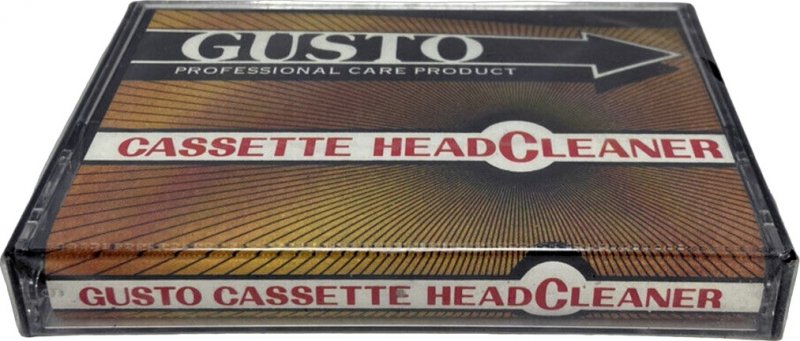 GUSTO
PROFESSIONAL CARE PRODUCT
CASSETTE HEADCLEANER
GUSTO CASSETTE HEADCLEANER